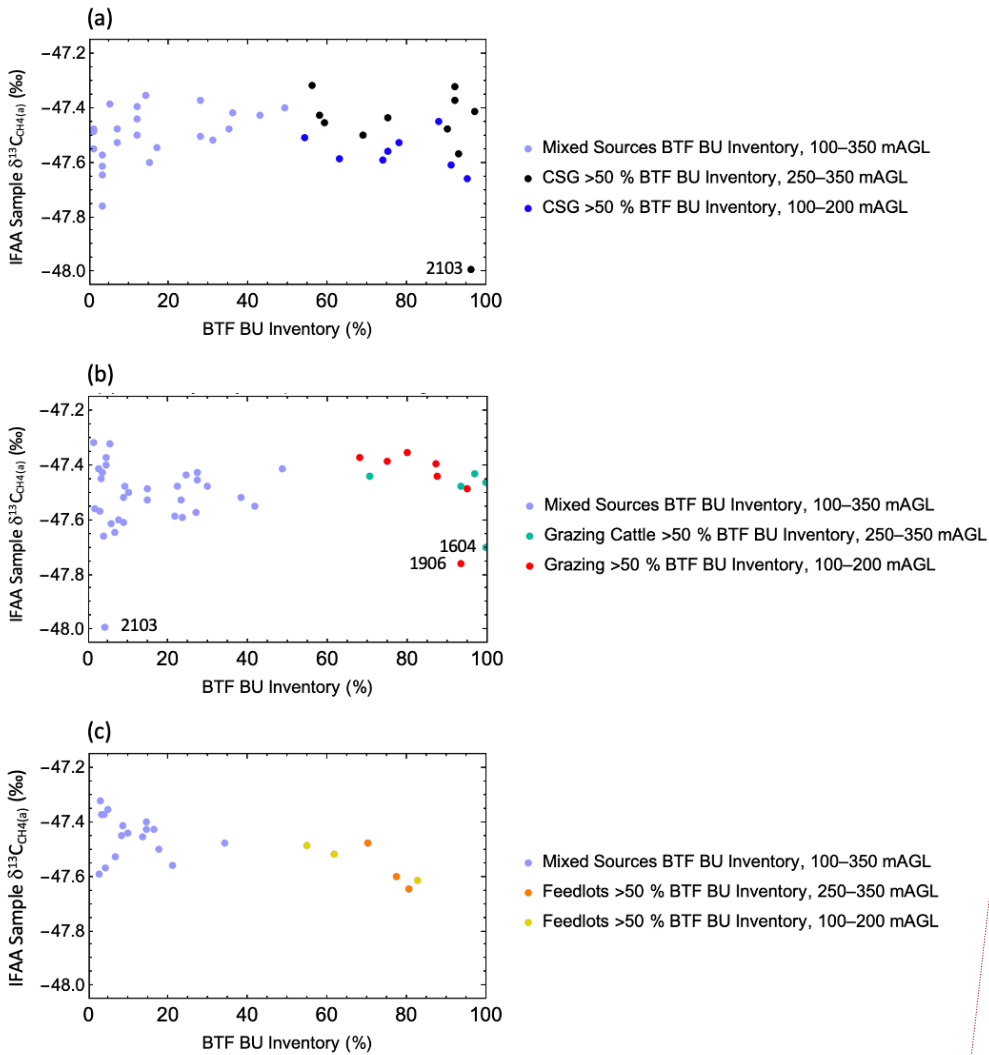 (a)
IFAA Sample δ¹³C_CH4(a) (‰)
−47.2
−47.4
−47.6
−47.8
−48.0
2103
0 20 40 60 80 100
BTF BU Inventory (%)
Mixed Sources BTF BU Inventory, 100–350 mAGL
CSG >50 % BTF BU Inventory, 250–350 mAGL
CSG >50 % BTF BU Inventory, 100–200 mAGL
(b)
IFAA Sample δ¹³C_CH4(a) (‰)
−47.2
−47.4
−47.6
−47.8
−48.0
1604
1906
2103
0 20 40 60 80 100
BTF BU Inventory (%)
Mixed Sources BTF BU Inventory, 100–350 mAGL
Grazing Cattle >50 % BTF BU Inventory, 250–350 mAGL
Grazing >50 % BTF BU Inventory, 100–200 mAGL
(c)
IFAA Sample δ¹³C_CH4(a) (‰)
−47.2
−47.4
−47.6
−47.8
−48.0
0 20 40 60 80 100
BTF BU Inventory (%)
Mixed Sources BTF BU Inventory, 100–350 mAGL
Feedlots >50 % BTF BU Inventory, 250–350 mAGL
Feedlots >50 % BTF BU Inventory, 100–200 mAGL